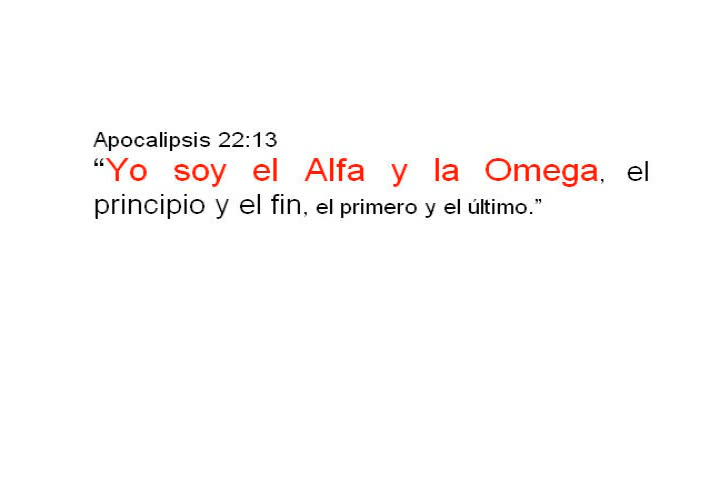 Apocalipsis 22:13
“Yo soy el Alfa y la Omega, el
principio y el fin, el primero y el último.”